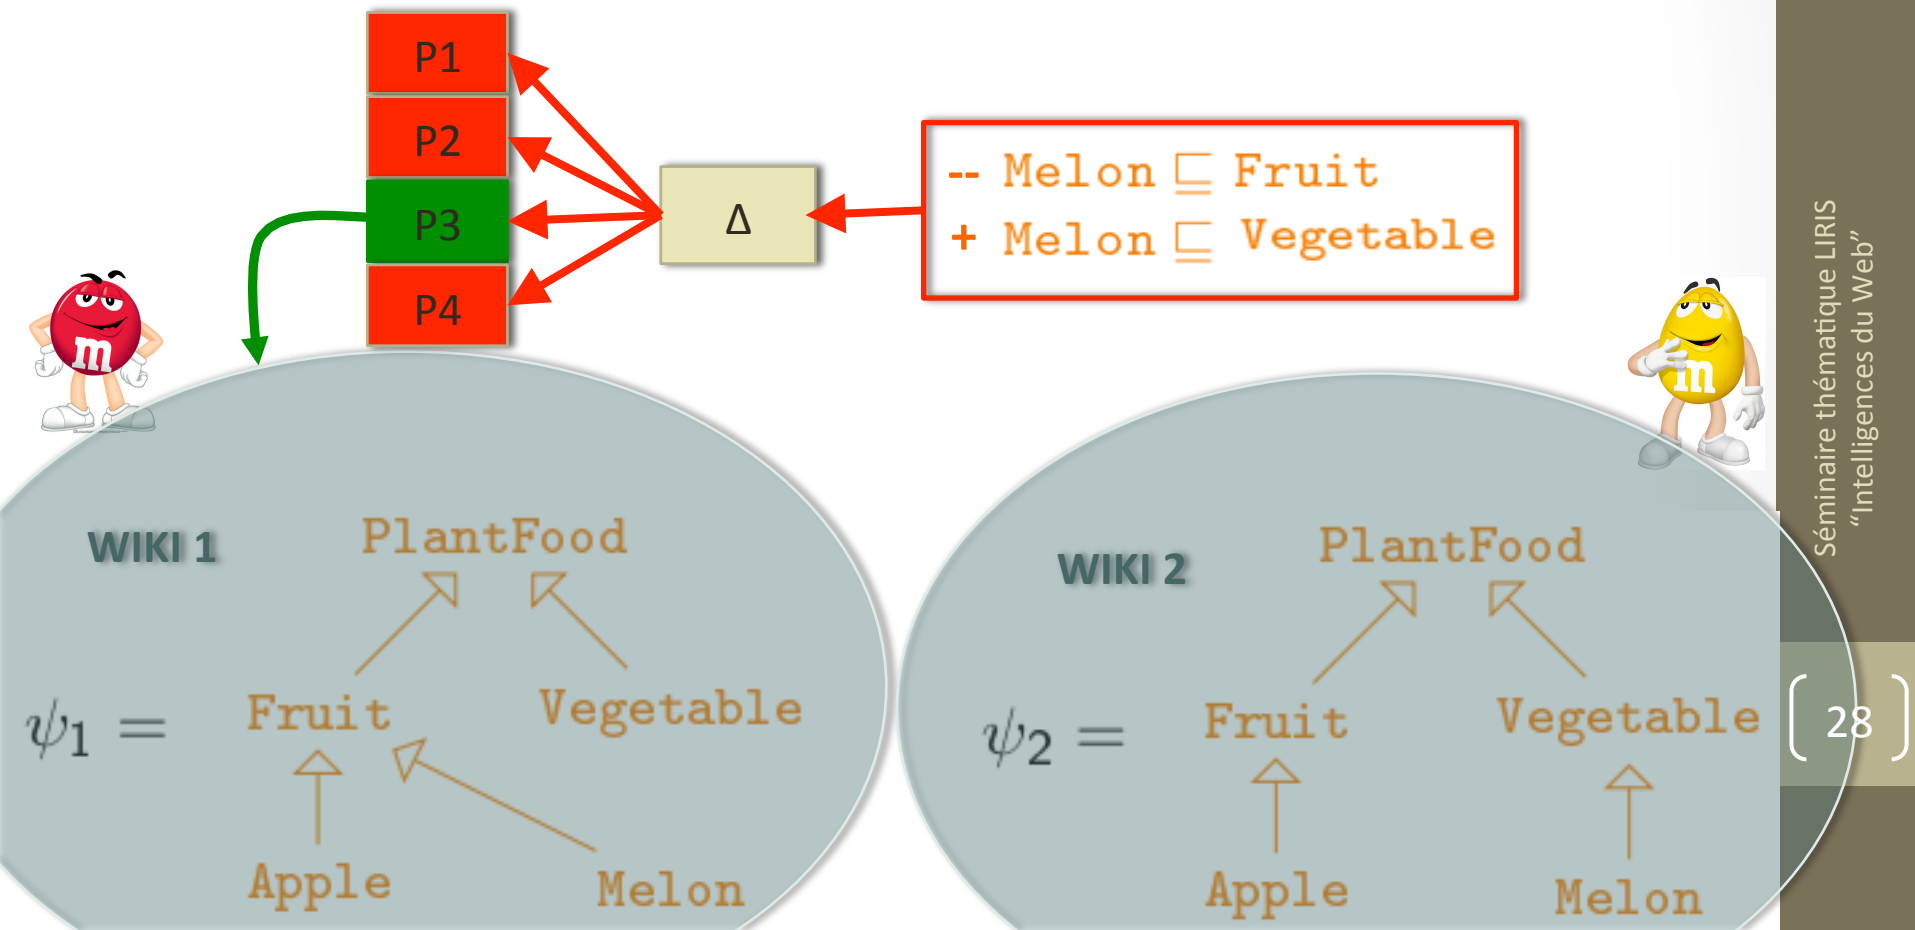 P1
P2
P3
P4
Δ
-- Melon ⊑ Fruit
+ Melon ⊑ Vegetable
m
m
WIKI 1
PlantFood
ψ1 =
Fruit
Vegetable
Apple
Melon
WIKI 2
PlantFood
ψ2 =
Fruit
Vegetable
Apple
Melon
Séminaire thématique LIRIS
“Intelligences du Web”
28